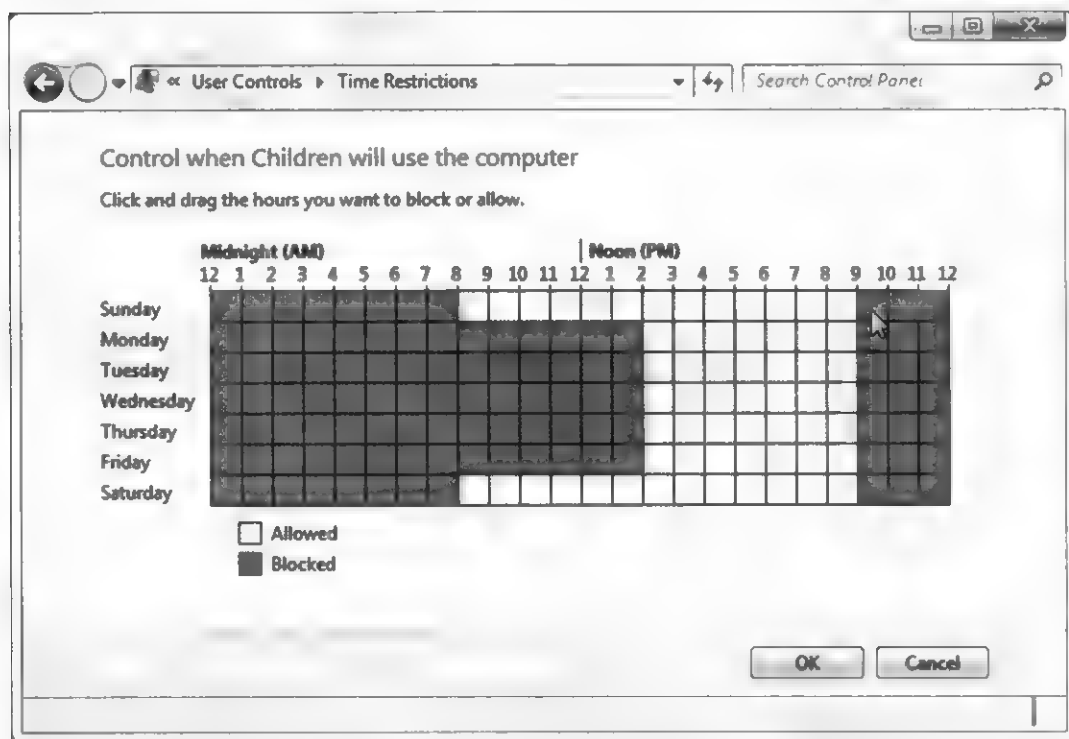 « User Controls ▸ Time Restrictions
Search Control Panel
Control when Children will use the computer
Click and drag the hours you want to block or allow.
Midnight (AM) Noon (PM)
12 1 2 3 4 5 6 7 8 9 10 11 12 1 2 3 4 5 6 7 8 9 10 11 12
Sunday
Monday
Tuesday
Wednesday
Thursday
Friday
Saturday
Allowed
Blocked
OK Cancel